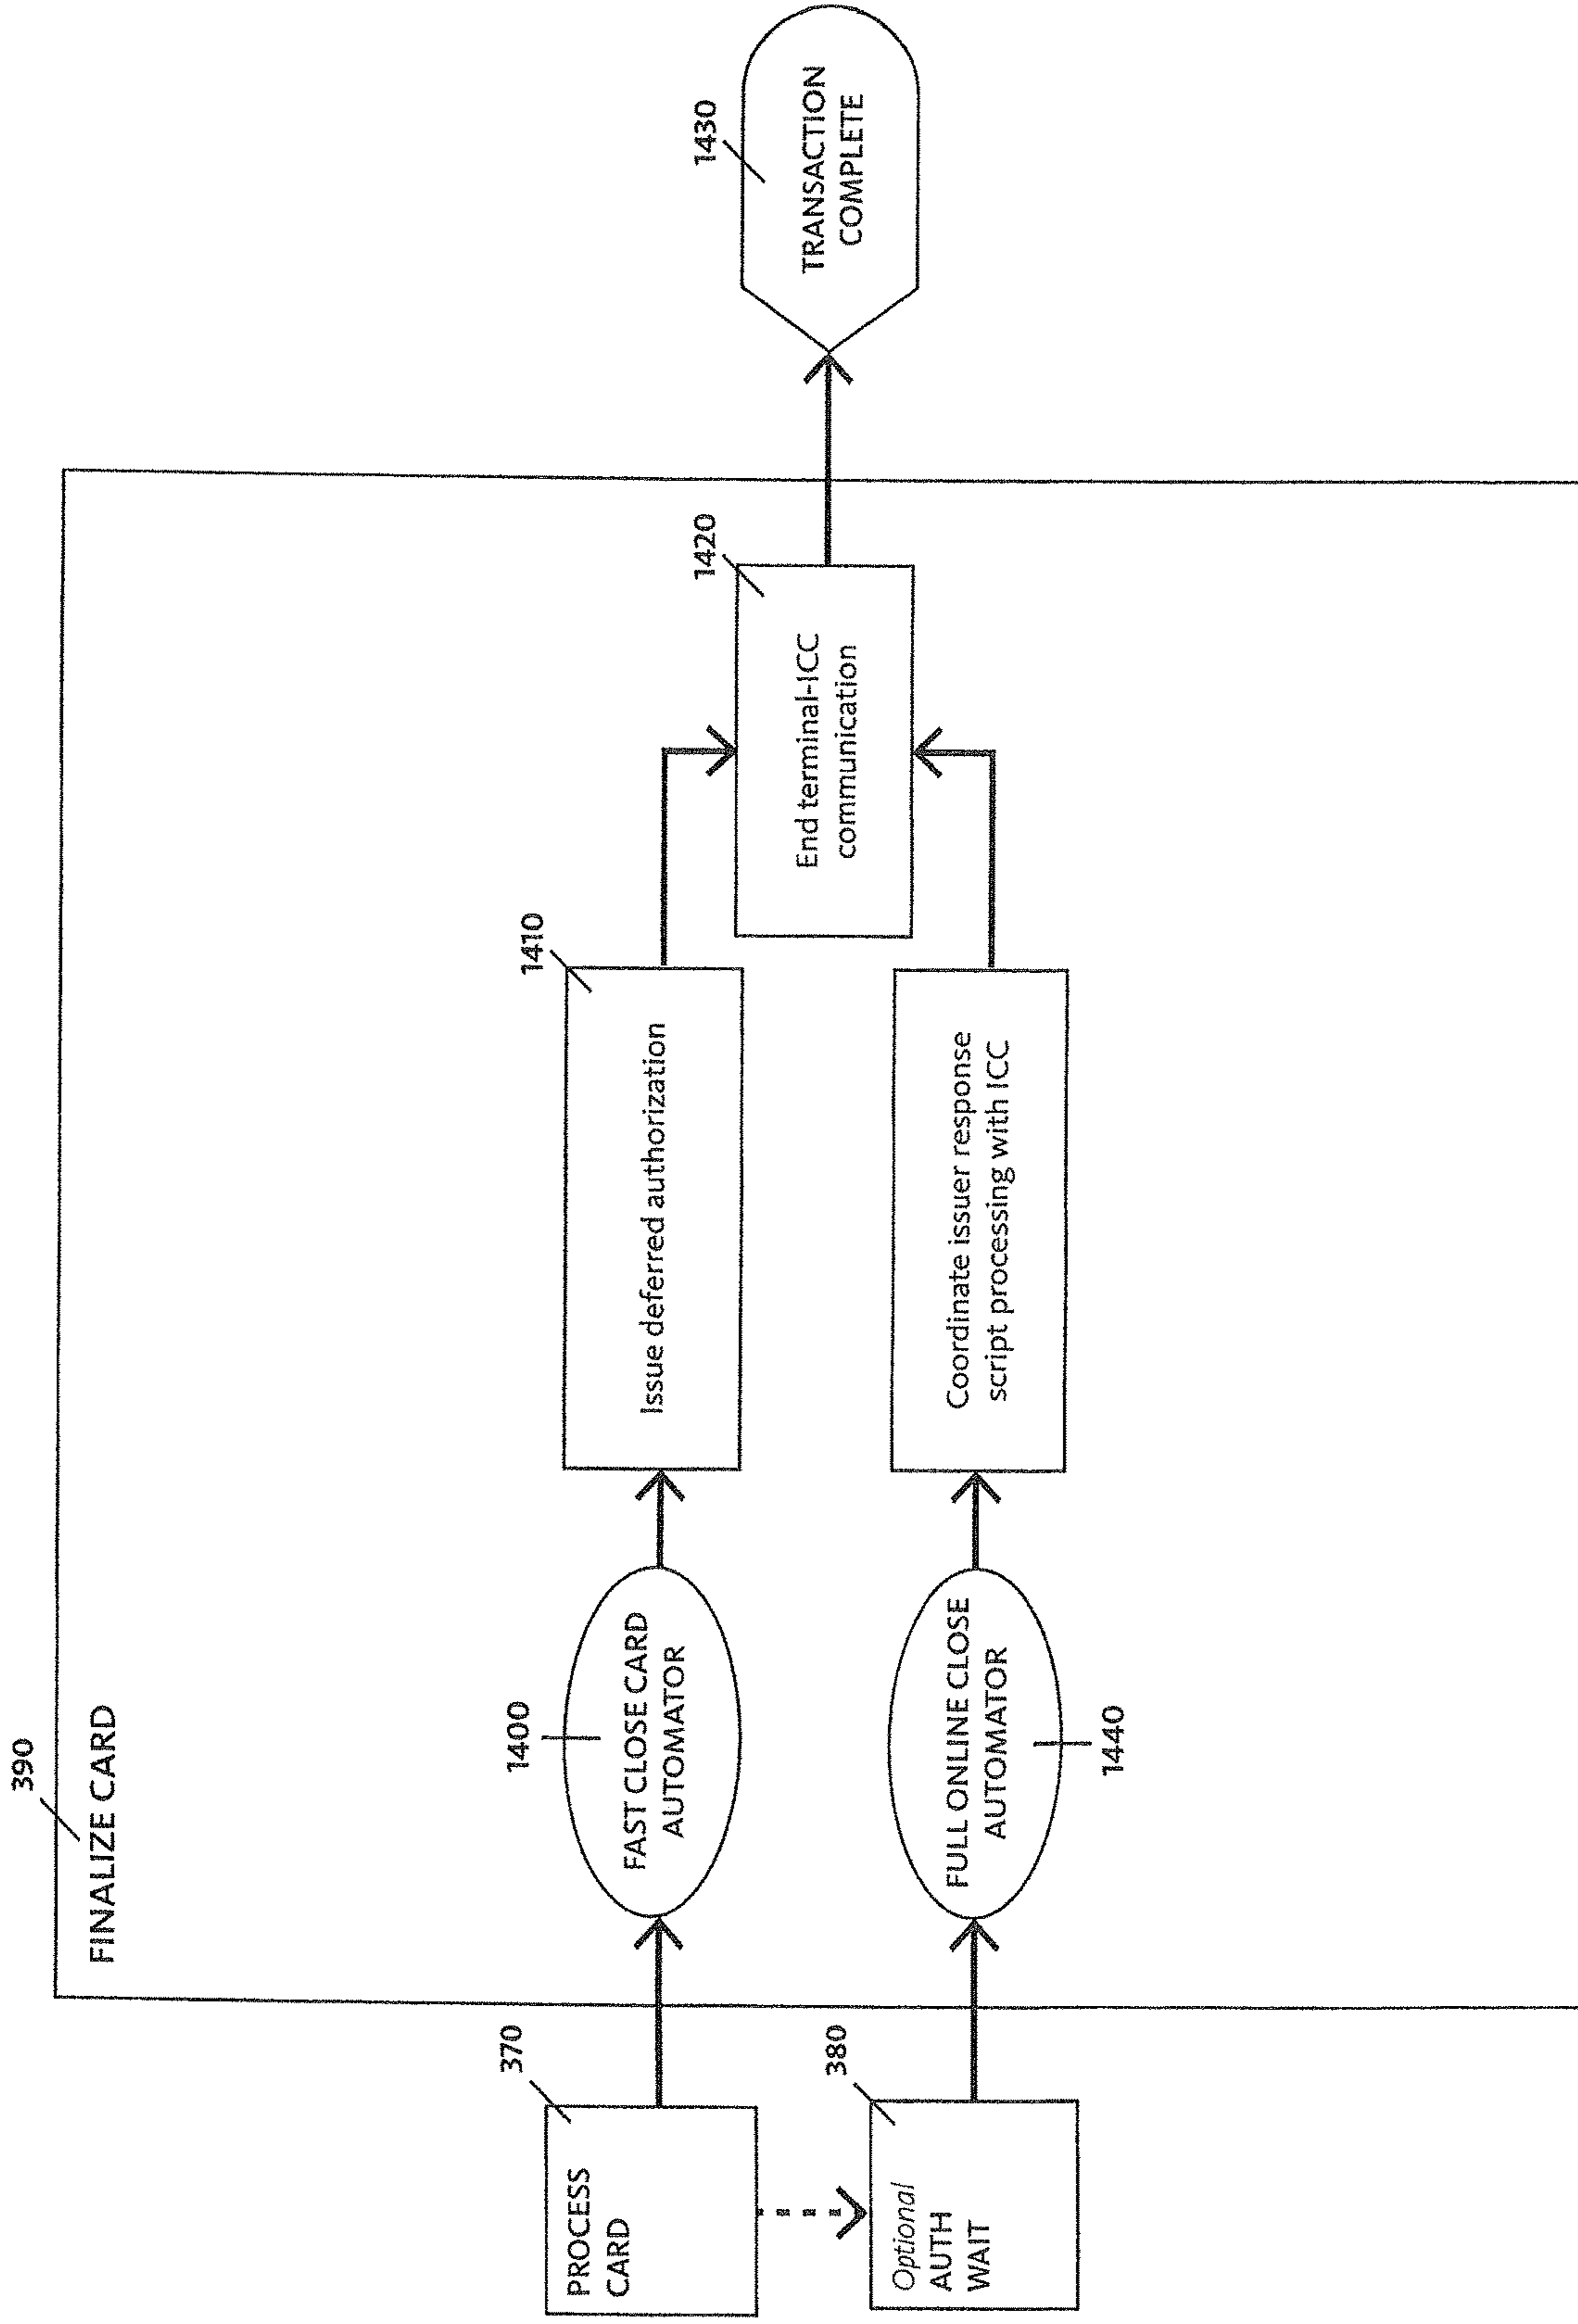 390
FINALIZE CARD
370
PROCESS
CARD
380
Optional
AUTH
WAIT
1400
FAST CLOSE CARD
AUTOMATOR
1410
Issue deferred authorization
FULL ONLINE CLOSE
AUTOMATOR
1440
Coordinate issuer response
script processing with ICC
1420
End terminal-ICC
communication
1430
TRANSACTION
COMPLETE